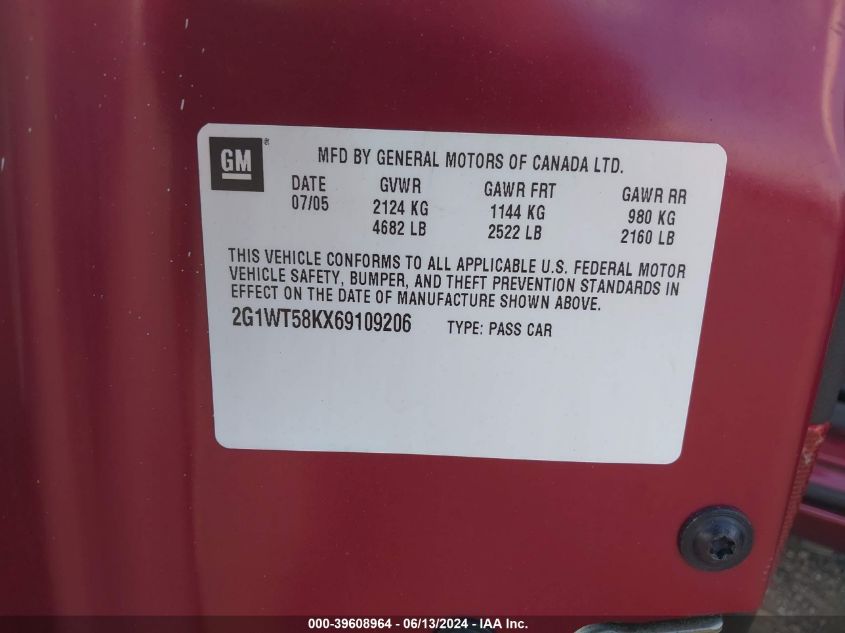 GM®
MFD BY GENERAL MOTORS OF CANADA LTD.
DATE GVWR GAWR FRT GAWR RR
07/05 2124 KG 1144 KG 980 KG
4682 LB 2522 LB 2160 LB
THIS VEHICLE CONFORMS TO ALL APPLICABLE U.S. FEDERAL MOTOR
VEHICLE SAFETY, BUMPER, AND THEFT PREVENTION STANDARDS IN
EFFECT ON THE DATE OF MANUFACTURE SHOWN ABOVE.
2G1WT58KX69109206 TYPE: PASS CAR
000-39608964 - 06/13/2024 - IAA Inc.